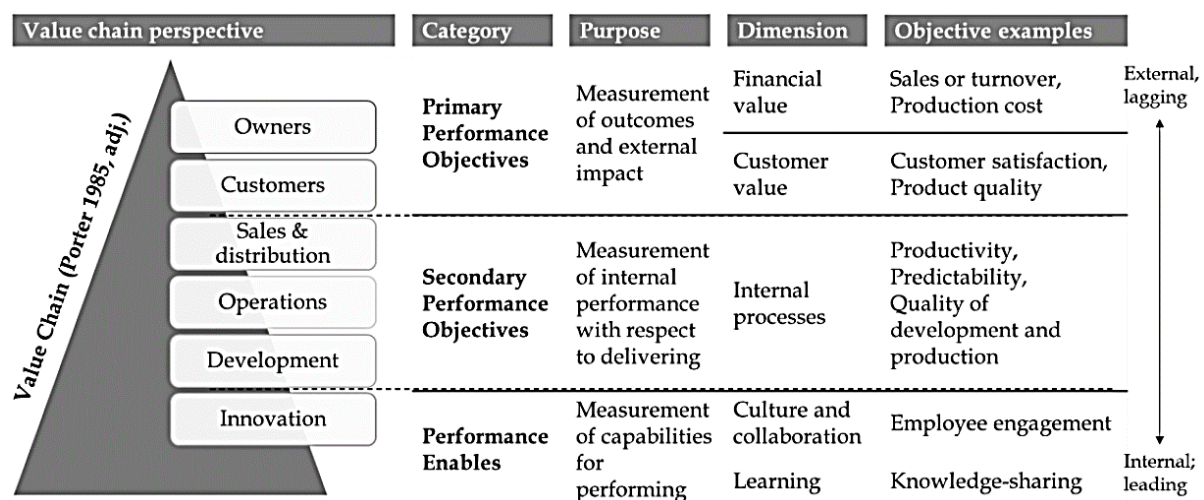 Value chain perspective
Category
Purpose
Dimension
Objective examples
Value Chain (Porter 1985, adj.)
Owners
Customers
Sales &
distribution
Operations
Development
Innovation
Primary
Performance
Objectives
Measurement
of outcomes
and external
impact
Financial
value
Sales or turnover,
Production cost
Customer
value
Customer satisfaction,
Product quality
Secondary
Performance
Objectives
Measurement
of internal
performance
with respect
to delivering
Internal
processes
Productivity,
Predictability,
Quality of
development and
production
Performance
Enables
Measurement
of capabilities
for
performing
Culture and
collaboration
Employee engagement
Learning
Knowledge-sharing
External,
lagging
Internal;
leading